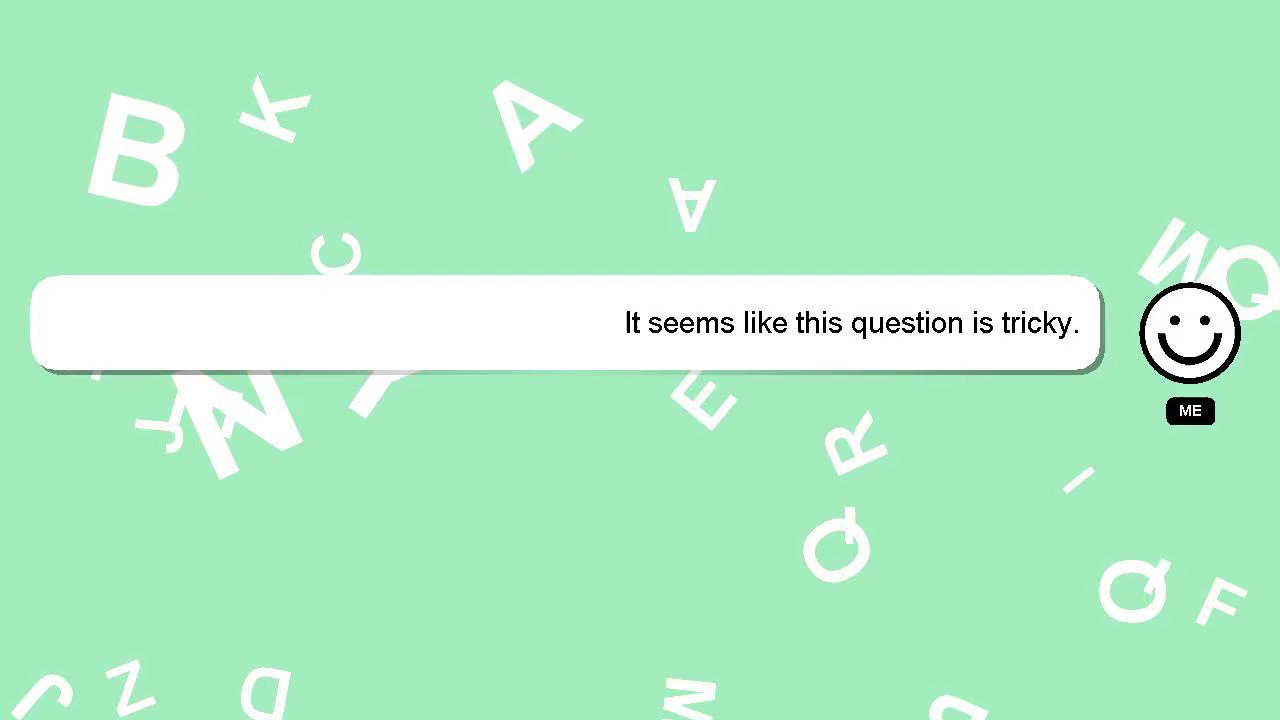 B
K
A
A
C
W
Q
It seems like this question is tricky.
ME
J
A
N
Y
E
R
I
Q
Q
F
J
Z
D
M